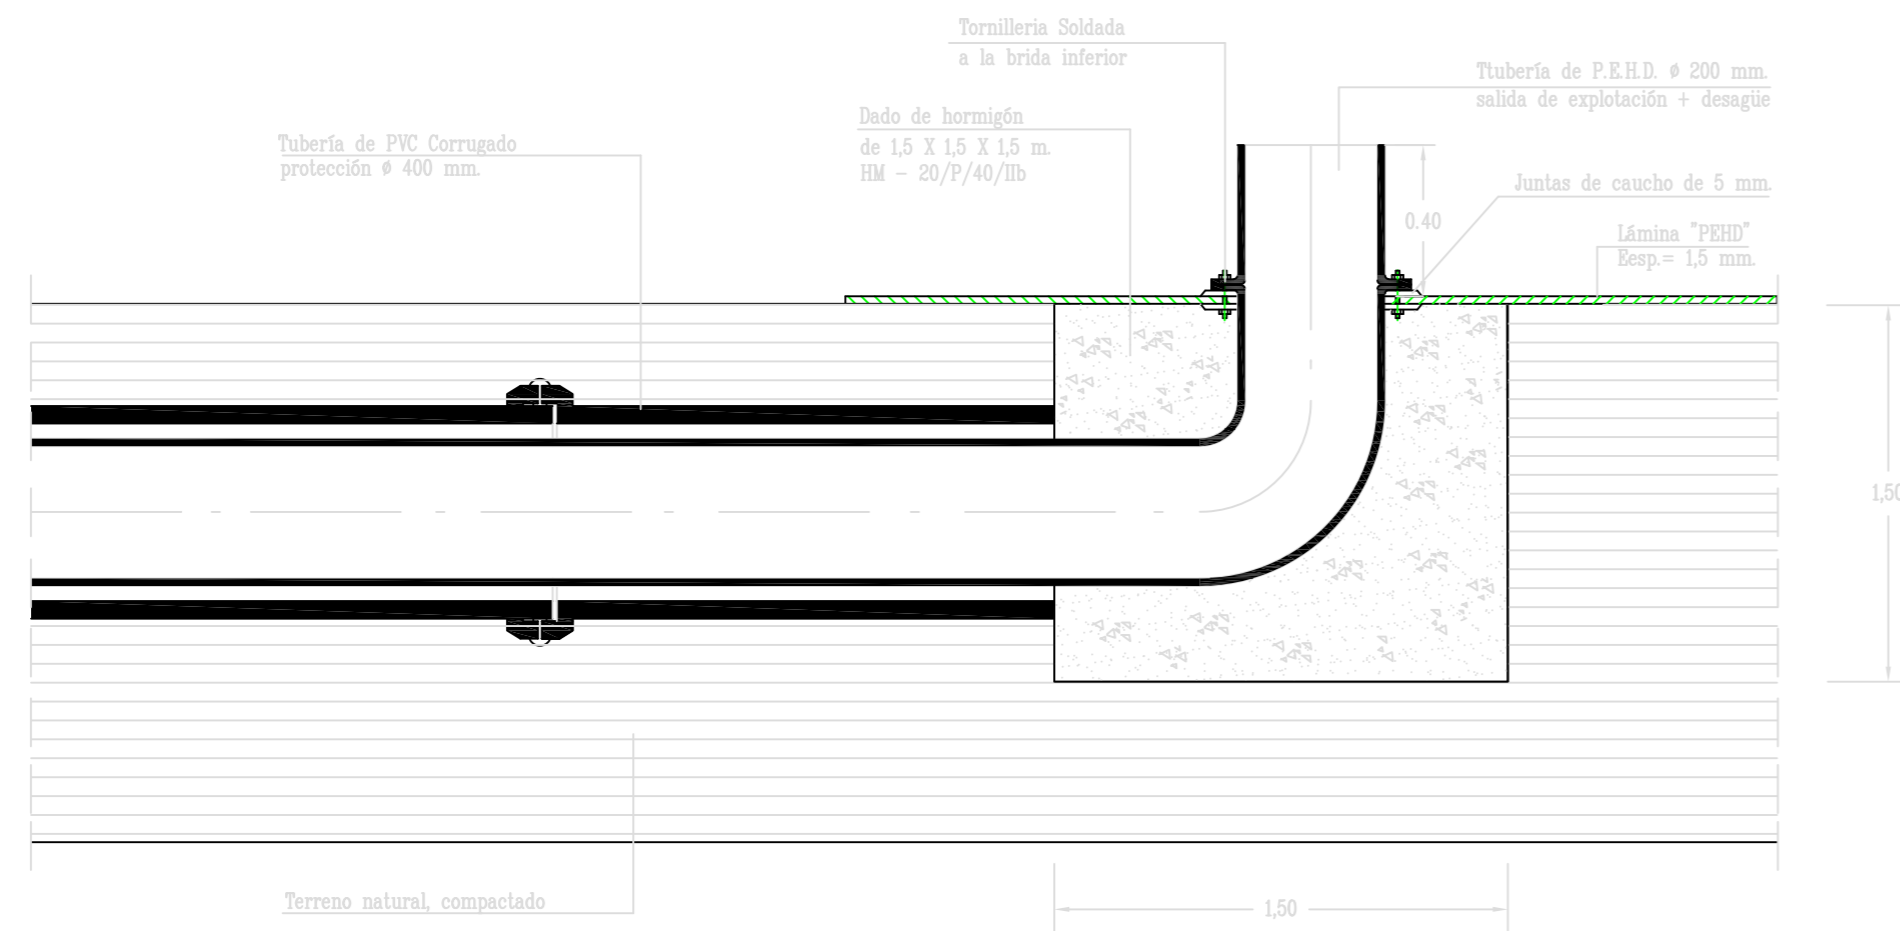 Tornilleria Soldada
a la brida inferior
Ttubería de P.E.H.D. ø 200 mm.
salida de explotación + desagüe
Dado de hormigón
de 1,5 X 1,5 X 1,5 m.
HM - 20/P/40/IIb
Tubería de PVC Corrugado
protección ø 400 mm.
Juntas de caucho de 5 mm.
0.40
Lámina "PEHD"
Eesp.= 1,5 mm.
1,50
Terreno natural, compactado
1,50